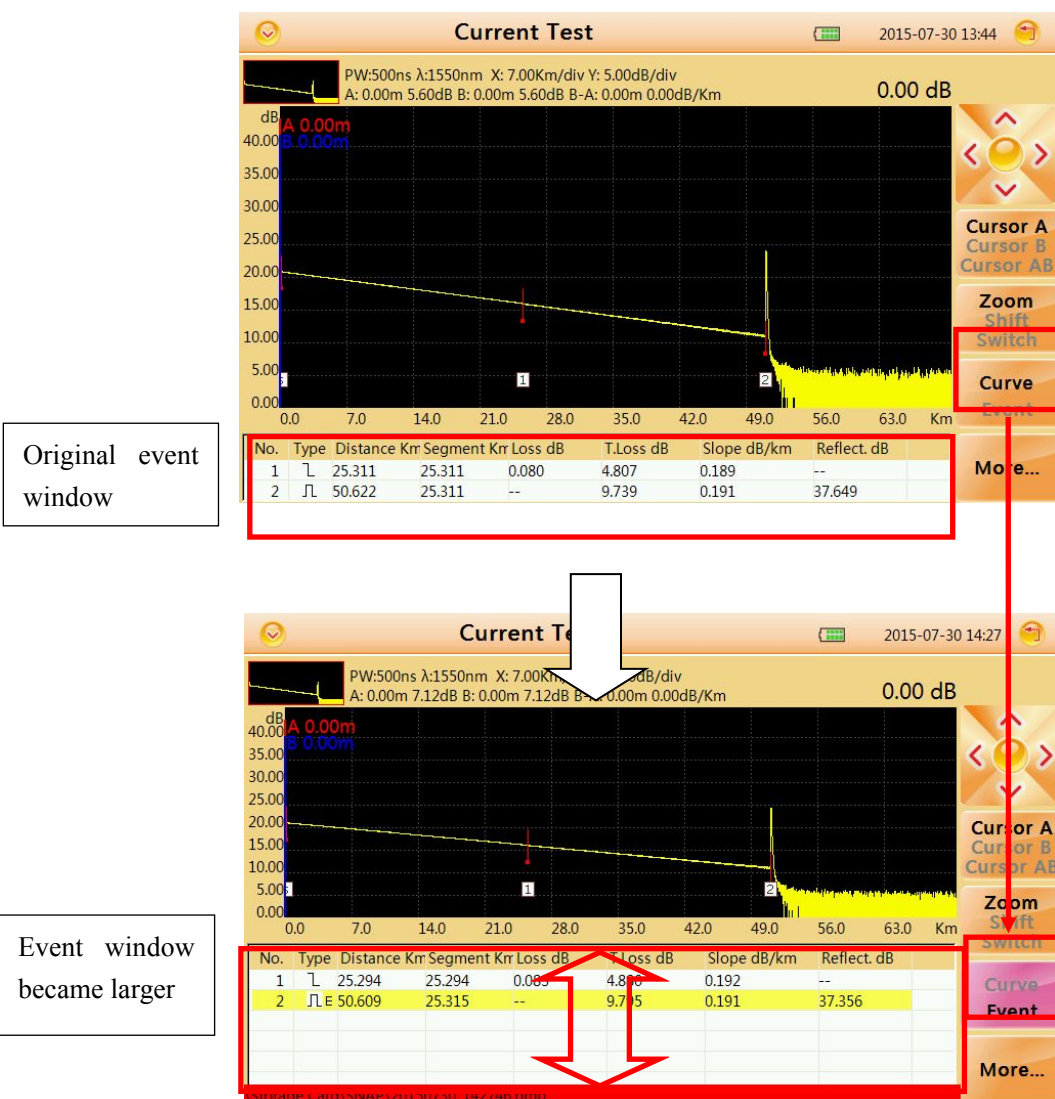 Current Test
2015-07-30 13:44
PW:500ns λ:1550nm X: 7.00Km/div Y: 5.00dB/div
A: 0.00m 5.60dB B: 0.00m 5.60dB B-A: 0.00m 0.00dB/Km
0.00 dB
dB
A 0.00m
B 0.00m
40.00
35.00
30.00
25.00
20.00
15.00
10.00
5.00
0.00
1
2
0.0 7.0 14.0 21.0 28.0 35.0 42.0 49.0 56.0 63.0 Km
Cursor A
Cursor B
Cursor AB
Zoom
Shift
Switch
Curve
Event
More...
No. Type Distance Km Segment Km Loss dB T.Loss dB Slope dB/km Reflect. dB
1 25.311 25.311 0.080 4.807 0.189 --
2 50.622 25.311 -- 9.739 0.191 37.649
Original event
window
Current
2015-07-30 14:27
PW:500ns λ:1550nm X: 7.00Km/ dB/div
A: 0.00m 7.12dB B: 0.00m 7.12dB 0.00m 0.00dB/Km
0.00 dB
dB
A 0.00m
B 0.00m
40.00
35.00
30.00
25.00
20.00
15.00
10.00
5.00
0.00
1
2
0.0 7.0 14.0 21.0 28.0 35.0 42.0 49.0 56.0 63.0 Km
Cursor A
Cursor B
Cursor AB
Zoom
Shift
Switch
Curve
Event
More...
No. Type Distance Km Segment Km Loss dB T.Loss dB Slope dB/km Reflect. dB
1 25.294 25.294 0.192 --
2 E 50.609 25.315 -- 0.191 37.356
Event window
became larger